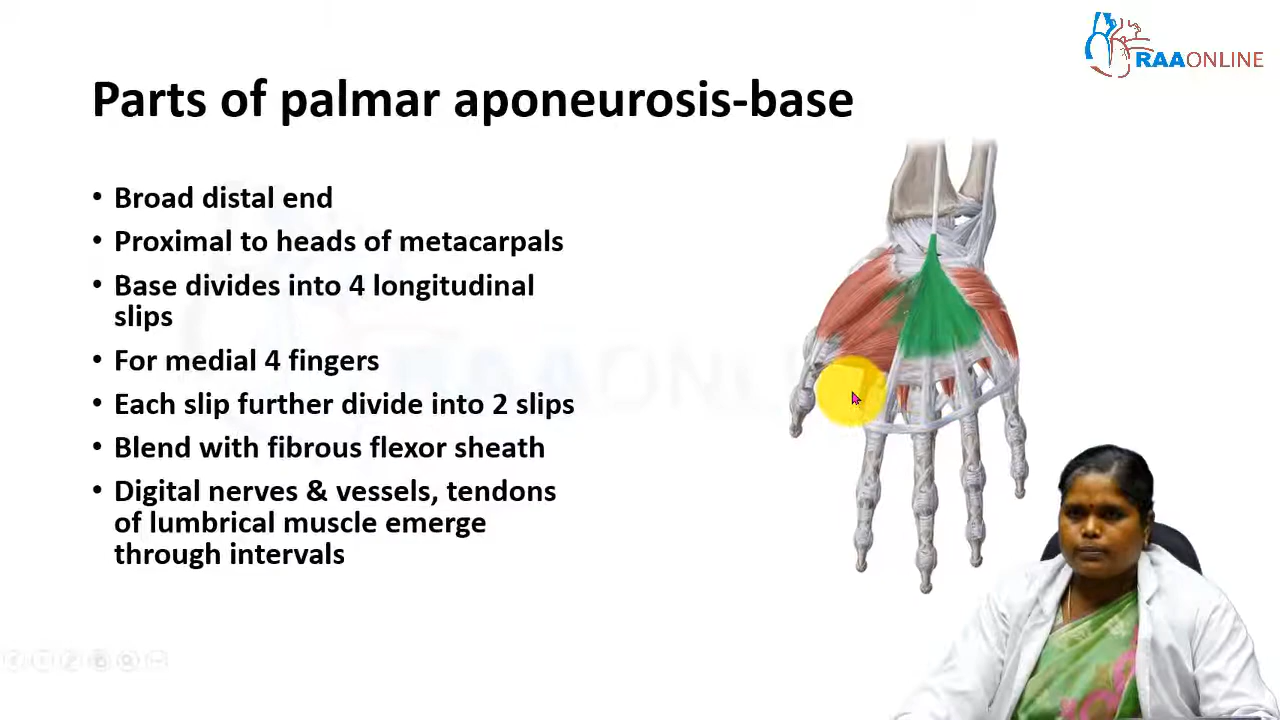 RAAONLINE
Parts of palmar aponeurosis-base
• Broad distal end
• Proximal to heads of metacarpals
• Base divides into 4 longitudinal
slips
• For medial 4 fingers
• Each slip further divide into 2 slips
• Blend with fibrous flexor sheath
• Digital nerves & vessels, tendons
of lumbrical muscle emerge
through intervals
RAAONLINE